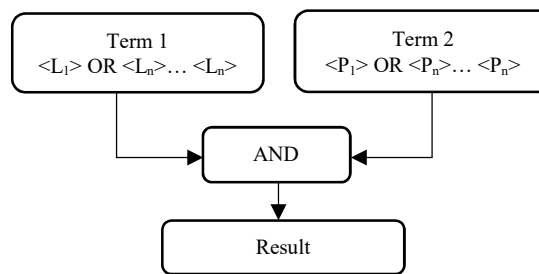 Term 1
<L₁> OR <Lₙ>… <Lₙ>
Term 2
<P₁> OR <Pₙ>… <Pₙ>
AND
Result